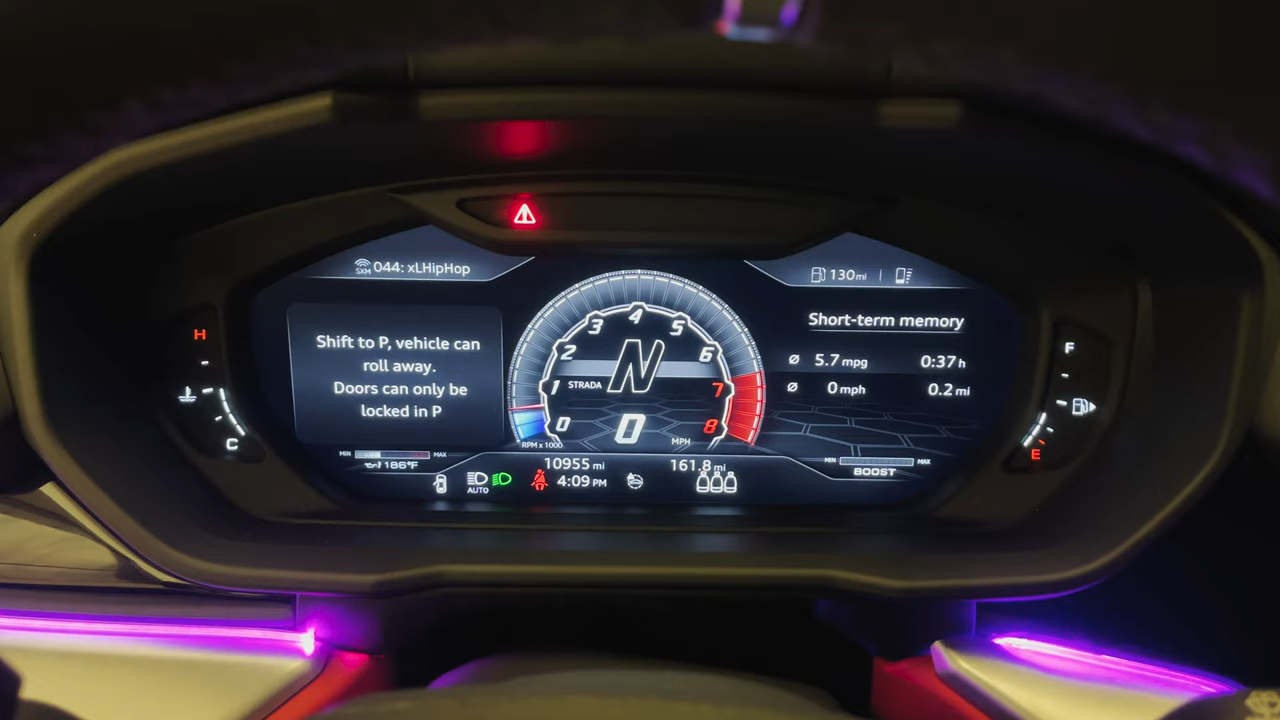 SXM 044: xLHipHop
130 mi
Shift to P, vehicle can
roll away.
Doors can only be
locked in P
Short-term memory
Ø 5.7 mpg 0:37 h
Ø 0 mph 0.2 mi
H
C
0
1
2
3
4
5
6
7
8
STRADA
N
0
RPM x 1000
MPH
F
E
MIN MAX
186°F
MIN MAX
BOOST
10955 mi
161.8 mi
AUTO
4:09 PM